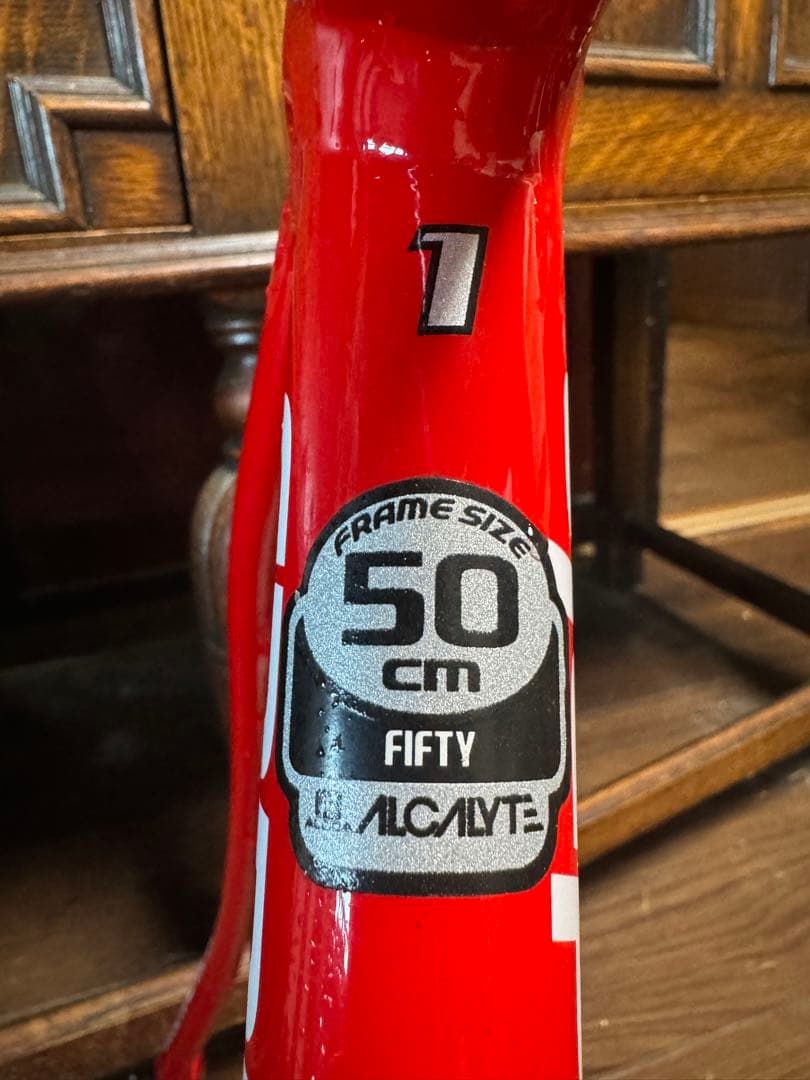 1
FRAME SIZE
50
cm
FIFTY
ALCALYTE